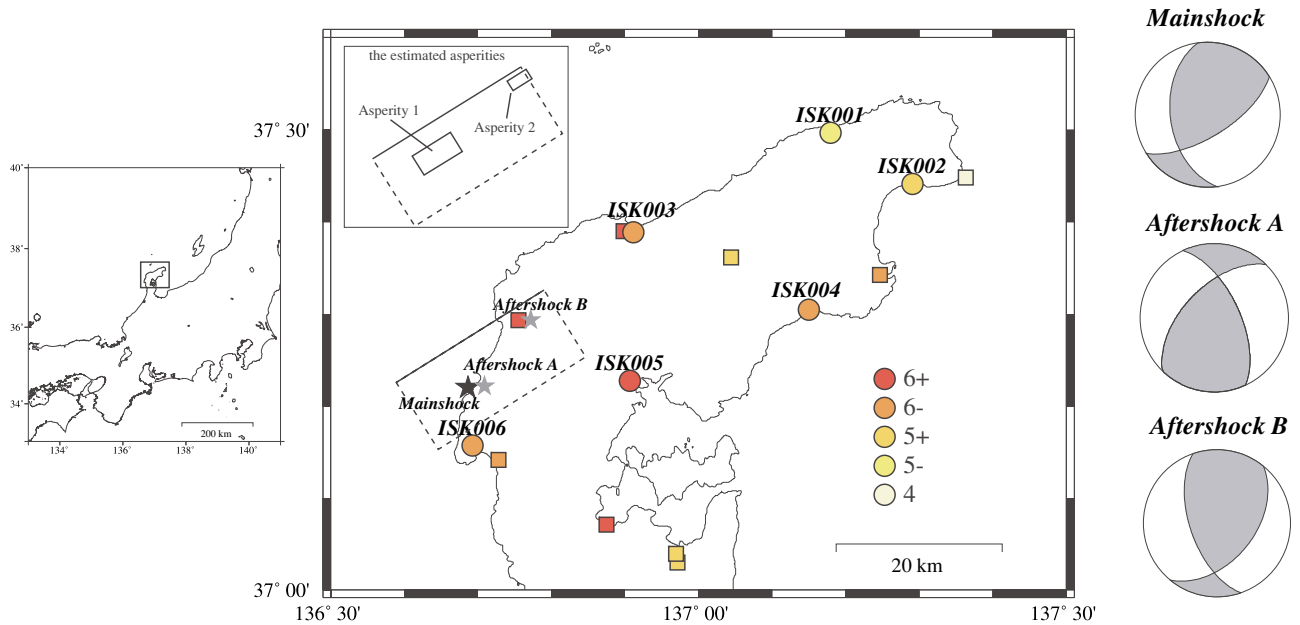 40'
38'
36'
34'
134°
136°
138°
140°
200 km
the estimated asperities
Asperity 1
Asperity 2
37° 30'
37° 00'
136° 30'
137° 00'
137° 30'
ISK001
ISK002
ISK003
ISK004
ISK005
ISK006
Aftershock B
Aftershock A
Mainshock
6+
6-
5+
5-
4
20 km
Mainshock
Aftershock A
Aftershock B